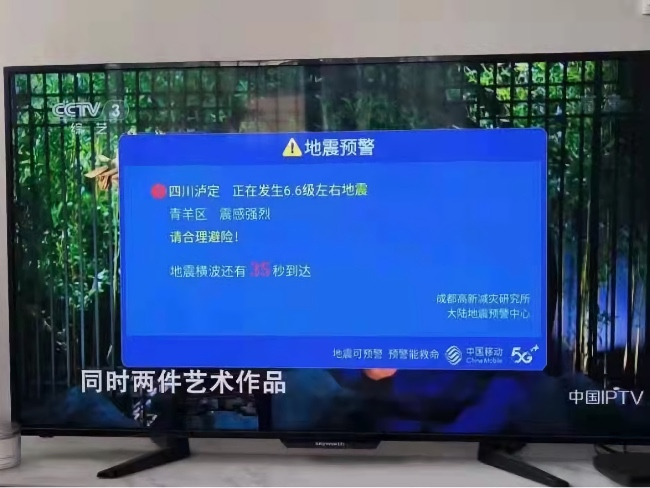 CCTV 3
综艺
地震预警
四川泸定 正在发生6.6级左右地震
青羊区 震感强烈
请合理避险!
地震横波还有 35 秒到达
成都高新减灾研究所
大陆地震预警中心
地震可预警 预警能救命 中国移动 China Mobile 5G+
同时两件艺术作品
中国IPTV
Skyworth